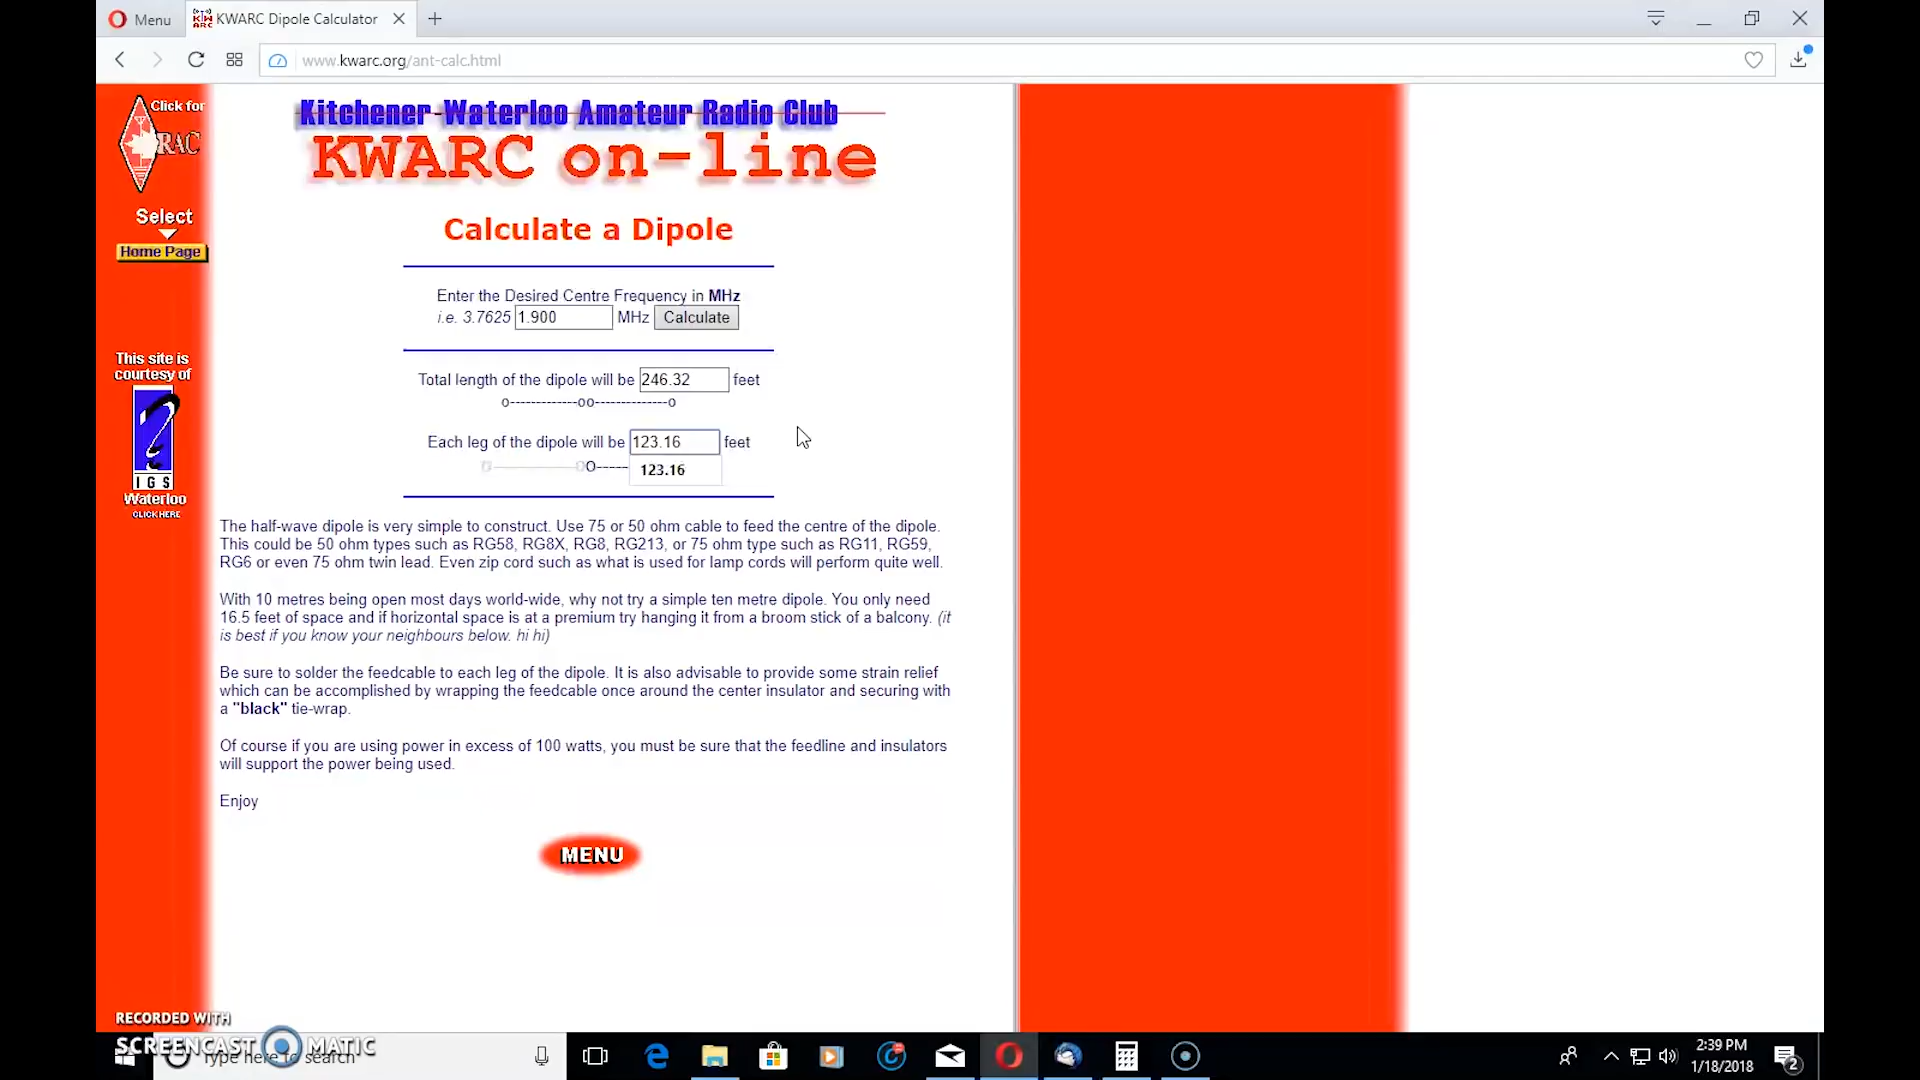 Menu
KWARC Dipole Calculator
www.kwarc.org/ant-calc.html
Click for
RAC
Select
Home Page
This site is
courtesy of
IGS
Waterloo
CLICK HERE
Kitchener-Waterloo Amateur Radio Club
KWARC on-line
Calculate a Dipole
Enter the Desired Centre Frequency in MHz
i.e. 3.7625 1.900 MHz Calculate
Total length of the dipole will be 246.32 feet
o-------------oo--------------o
Each leg of the dipole will be 123.16 feet
O-----
123.16
The half-wave dipole is very simple to construct. Use 75 or 50 ohm cable to feed the centre of the dipole.
This could be 50 ohm types such as RG58, RG8X, RG8, RG213, or 75 ohm type such as RG11, RG59,
RG6 or even 75 ohm twin lead. Even zip cord such as what is used for lamp cords will perform quite well.
With 10 metres being open most days world-wide, why not try a simple ten metre dipole. You only need
16.5 feet of space and if horizontal space is at a premium try hanging it from a broom stick of a balcony. (it
is best if you know your neighbours below. hi hi)
Be sure to solder the feedcable to each leg of the dipole. It is also advisable to provide some strain relief
which can be accomplished by wrapping the feedcable once around the center insulator and securing with
a "black" tie-wrap.
Of course if you are using power in excess of 100 watts, you must be sure that the feedline and insulators
will support the power being used.
Enjoy
MENU
RECORDED WITH
SCREENCAST MATIC
Type here to search
2:39 PM
1/18/2018
2